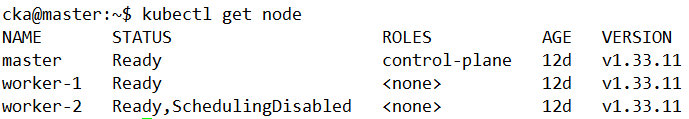 cka@master:~$ kubectl get node
NAME STATUS ROLES AGE VERSION
master Ready control-plane 12d v1.33.11
worker-1 Ready <none> 12d v1.33.11
worker-2 Ready,SchedulingDisabled <none> 12d v1.33.11